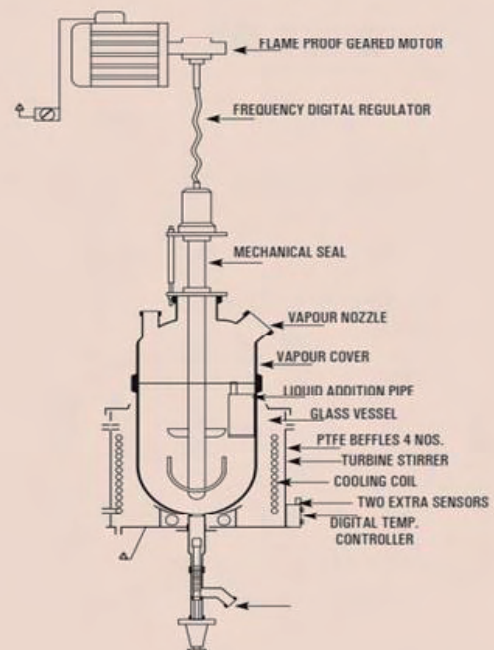 FLAME PROOF GEARED MOTOR
FREQUENCY DIGITAL REGULATOR
MECHANICAL SEAL
VAPOUR NOZZLE
VAPOUR COVER
LIQUID ADDITION PIPE
GLASS VESSEL
PTFE BEFFLES 4 NOS.
TURBINE STIRRER
COOLING COIL
TWO EXTRA SENSORS
DIGITAL TEMP.
CONTROLLER